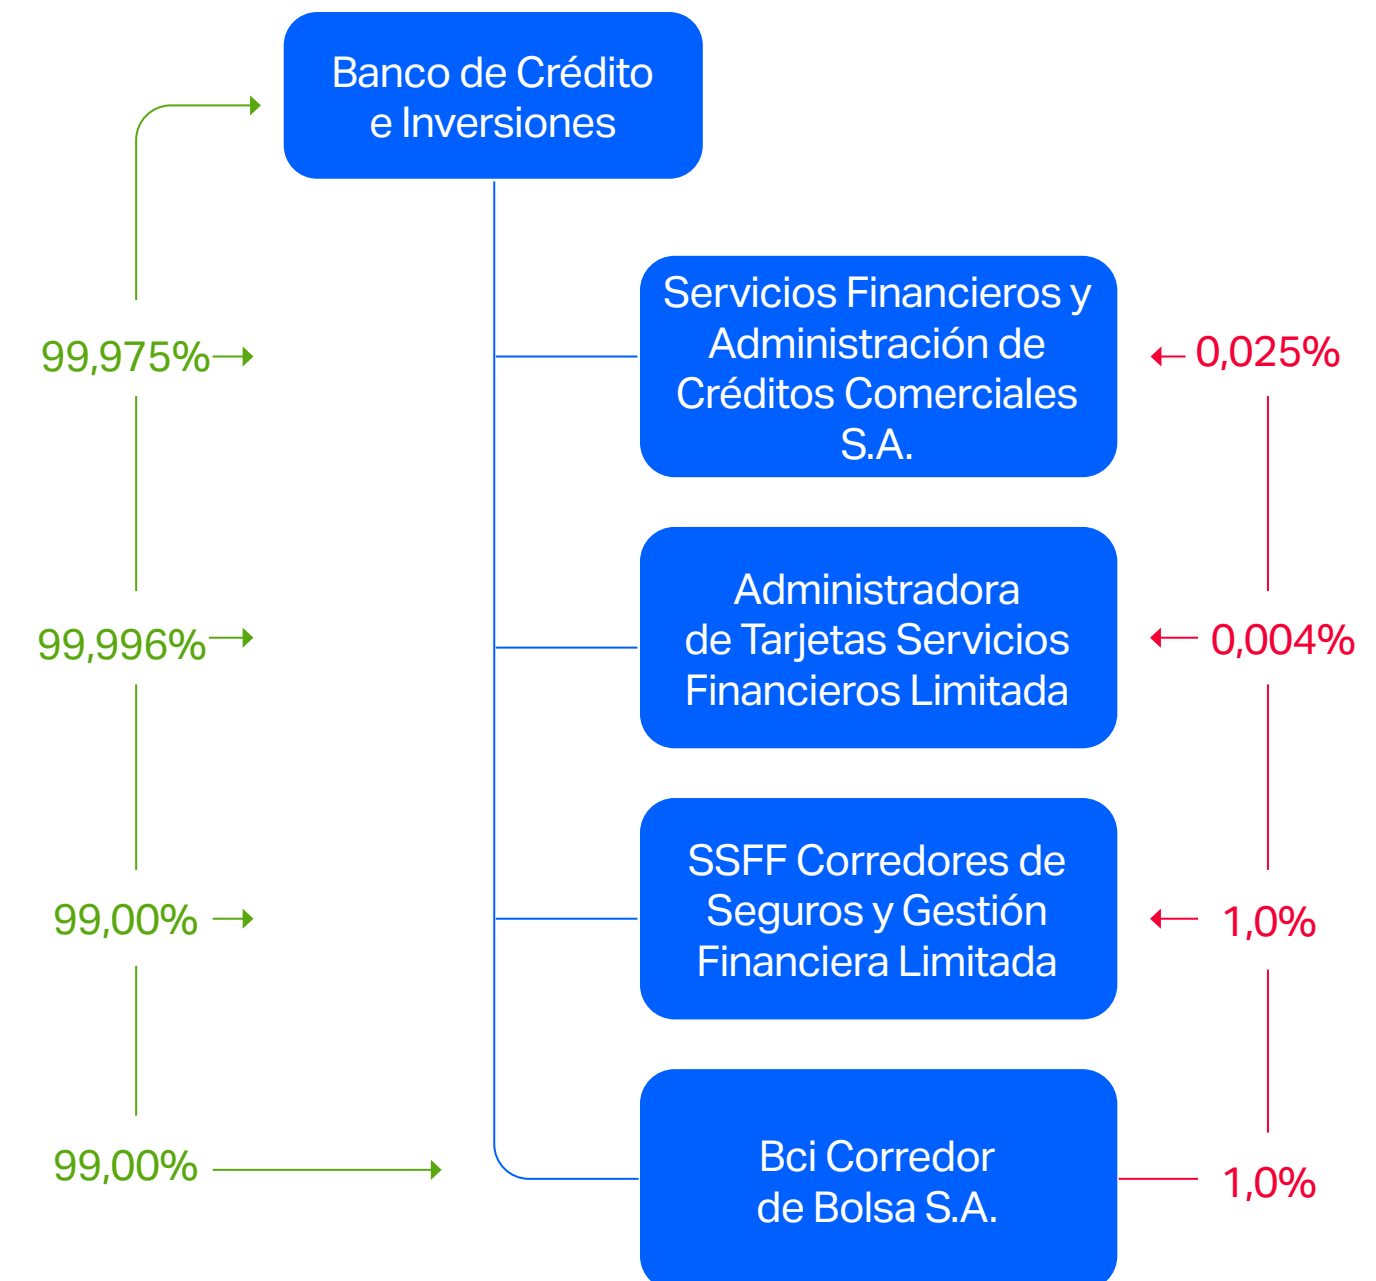 Banco de Crédito
e Inversiones
99,975%
Servicios Financieros y
Administración de
Créditos Comerciales
S.A.
0,025%
99,996%
Administradora
de Tarjetas Servicios
Financieros Limitada
0,004%
99,00%
SSFF Corredores de
Seguros y Gestión
Financiera Limitada
1,0%
99,00%
Bci Corredor
de Bolsa S.A.
1,0%